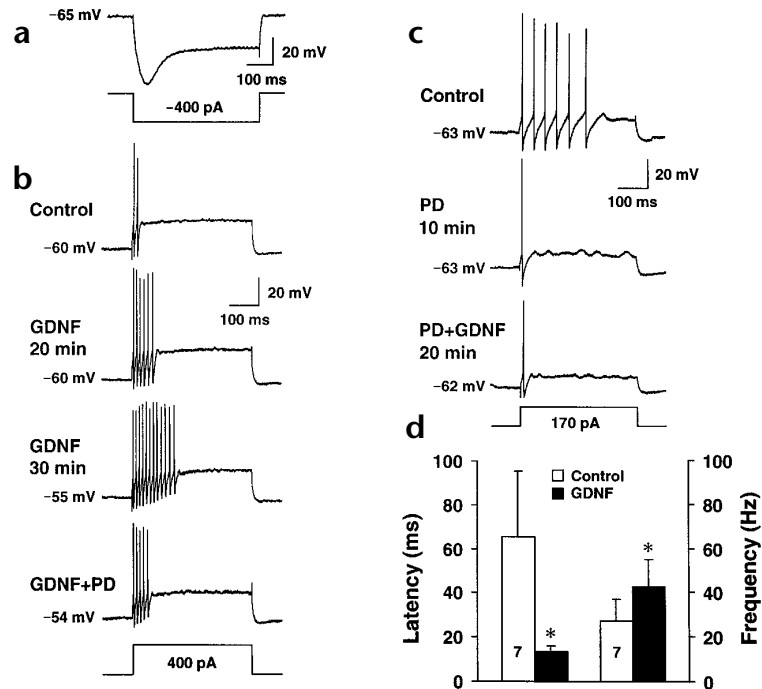 a
−65 mV
20 mV
100 ms
−400 pA
b
Control
−60 mV
20 mV
100 ms
GDNF
20 min
−60 mV
GDNF
30 min
−55 mV
GDNF+PD
−54 mV
400 pA
c
Control
−63 mV
20 mV
100 ms
PD
10 min
−63 mV
PD+GDNF
20 min
−62 mV
170 pA
d
Latency (ms)
100
80
60
40
20
0
Control
GDNF
7
*
7
*
100
80
60
40
20
0
Frequency (Hz)